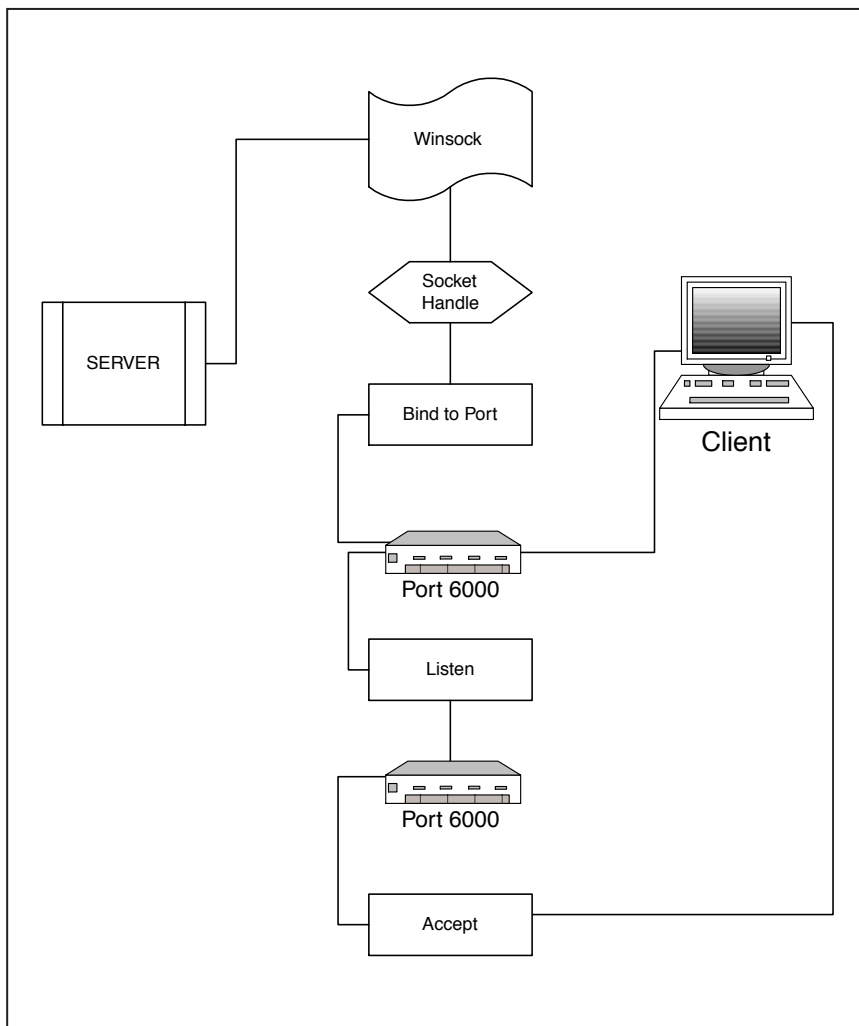 Winsock
Socket
Handle
SERVER
Bind to Port
Client
Port 6000
Listen
Port 6000
Accept